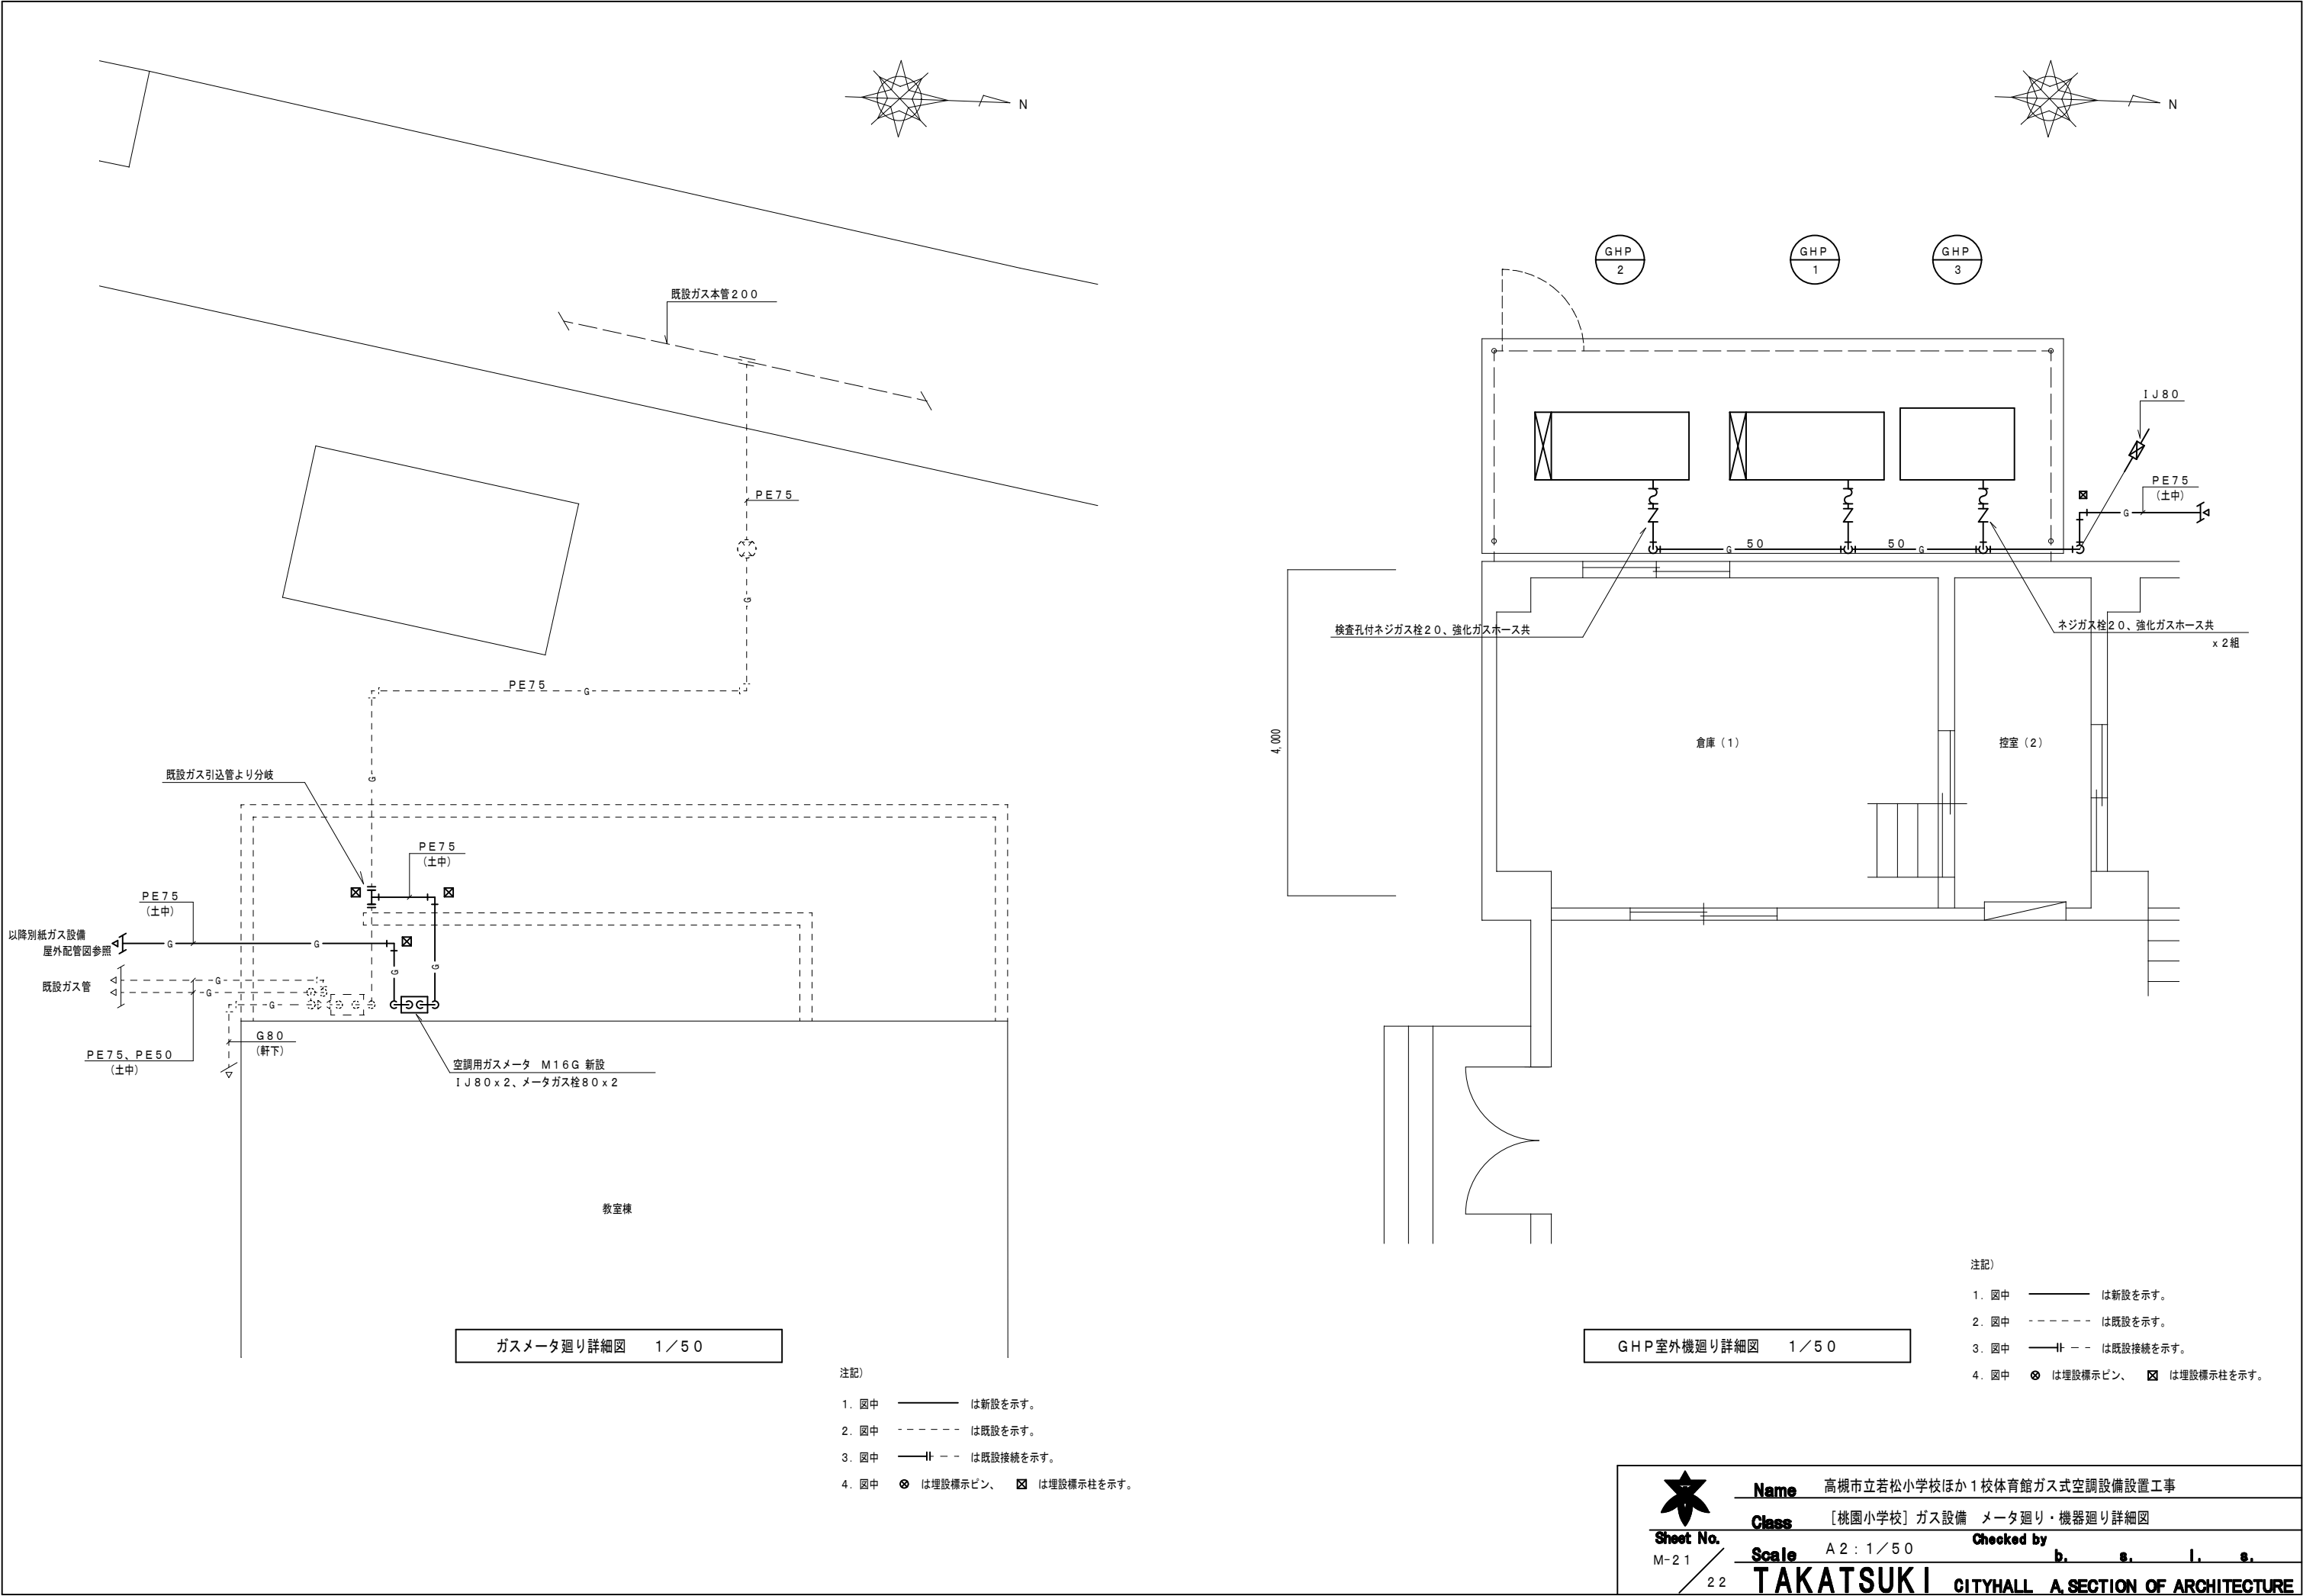 N
既設ガス本管200
PE75
G
PE75
G
G
既設ガス引込管より分岐
PE75
(土中)
PE75
(土中)
以降別紙ガス設備
屋外配管図参照
G
G
G
G
既設ガス管
G
G
G
G80
(軒下)
PE75、PE50
(土中)
空調用ガスメータ M16G 新設
IJ80x2、メータガス栓80x2
教室棟
ガスメータ廻り詳細図 1/50
注記)
1. 図中 は新設を示す。
2. 図中 は既設を示す。
3. 図中 は既設接続を示す。
4. 図中 は埋設標示ピン、 は埋設標示柱を示す。
N
GHP
2
GHP
1
GHP
3
IJ80
PE75
(土中)
G
G
50
50
G
検査孔付ネジガス栓20、強化ガスホース共
ネジガス栓20、強化ガスホース共
x2組
4,000
倉庫(1)
控室(2)
GHP室外機廻り詳細図 1/50
注記)
1. 図中 は新設を示す。
2. 図中 は既設を示す。
3. 図中 は既設接続を示す。
4. 図中 は埋設標示ピン、 は埋設標示柱を示す。
Name 高槻市立若松小学校ほか1校体育館ガス式空調設備設置工事
Class [桃園小学校] ガス設備 メータ廻り・機器廻り詳細図
Sheet No.
M-21
22
Scale A2:1/50
Checked by
b. s. l. s.
TAKATSUKI CITYHALL A,SECTION OF ARCHITECTURE